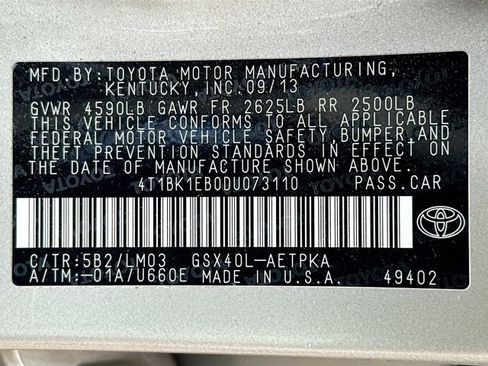 MFD.BY:TOYOTA MOTOR MANUFACTURING,
KENTUCKY, INC.09/13
GVWR 4590LB GAWR FR 2625LB RR 2500LB
THIS VEHICLE CONFORMS TO ALL APPLICABLE
FEDERAL MOTOR VEHICLE SAFETY, BUMPER AND
THEFT PREVENTION STANDARDS IN EFFECT ON
THE DATE OF MANUFACTURE SHOWN ABOVE.
4T1BK1EB0DU073110 PASS.CAR
C/TR:5B2/LM03 GSX40L-AETPKA
A/TM:-01A/U660E MADE IN U.S.A. 49402